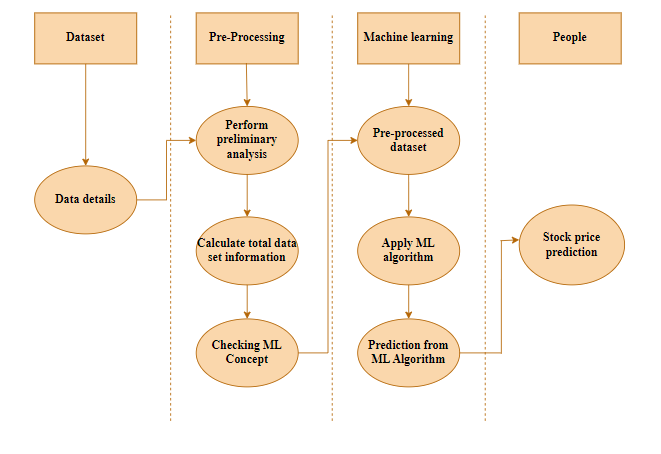 Dataset
Pre-Processing
Machine learning
People
Data details
Perform
preliminary
analysis
Calculate total data
set information
Checking ML
Concept
Pre-processed
dataset
Apply ML
algorithm
Prediction from
ML Algorithm
Stock price
prediction